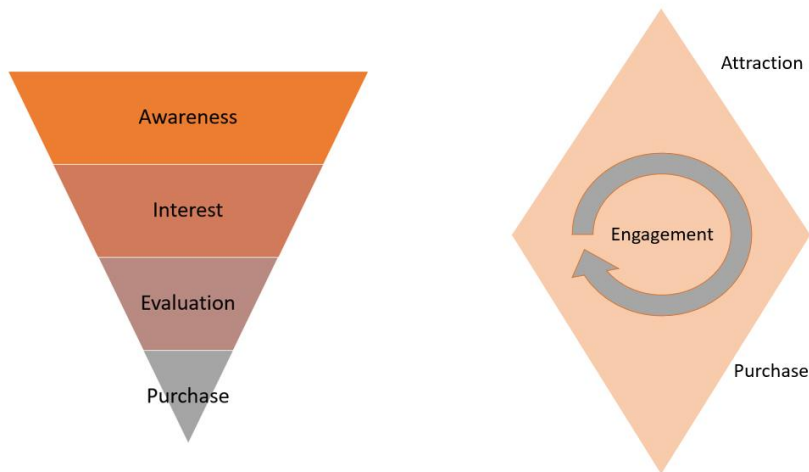 Awareness
Interest
Evaluation
Purchase
Attraction
Engagement
Purchase